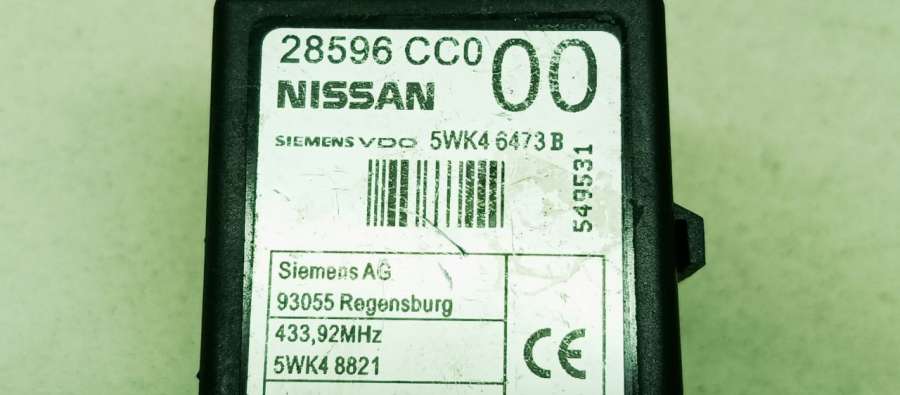 28596 CC0 00
NISSAN
SIEMENS VDO 5WK4 6473 B
549531
Siemens AG
93055 Regensburg
433,92MHz
5WK4 8821
CE